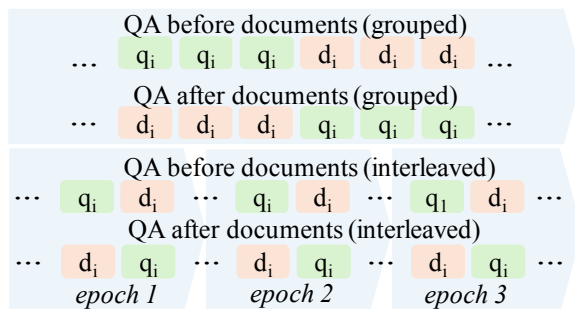 QA before documents (grouped)
... qi qi qi di di di ...
QA after documents (grouped)
... di di di qi qi qi ...
QA before documents (interleaved)
... qi di ... qi di ... q1 di ...
QA after documents (interleaved)
... di qi ... di qi ... di qi ...
epoch 1 epoch 2 epoch 3